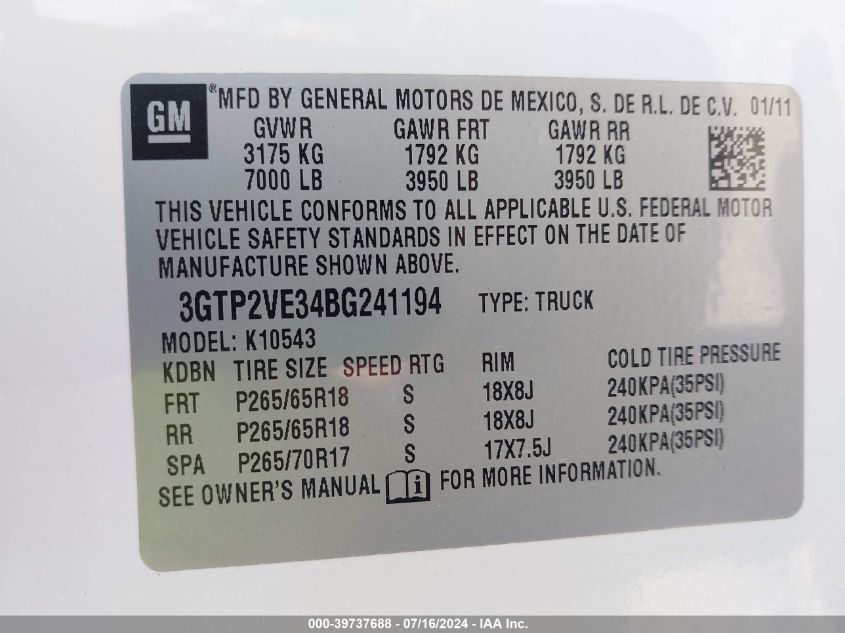 GM ® MFD BY GENERAL MOTORS DE MEXICO, S. DE R.L. DE C.V. 01/11
GVWR GAWR FRT GAWR RR
3175 KG 1792 KG 1792 KG
7000 LB 3950 LB 3950 LB
THIS VEHICLE CONFORMS TO ALL APPLICABLE U.S. FEDERAL MOTOR
VEHICLE SAFETY STANDARDS IN EFFECT ON THE DATE OF
MANUFACTURE SHOWN ABOVE.
3GTP2VE34BG241194 TYPE: TRUCK
MODEL: K10543
KDBN TIRE SIZE SPEED RTG RIM COLD TIRE PRESSURE
FRT P265/65R18 S 18X8J 240KPA(35PSI)
RR P265/65R18 S 18X8J 240KPA(35PSI)
SPA P265/70R17 S 17X7.5J 240KPA(35PSI)
SEE OWNER'S MANUAL i FOR MORE INFORMATION.
000-39737688 - 07/16/2024 - IAA Inc.